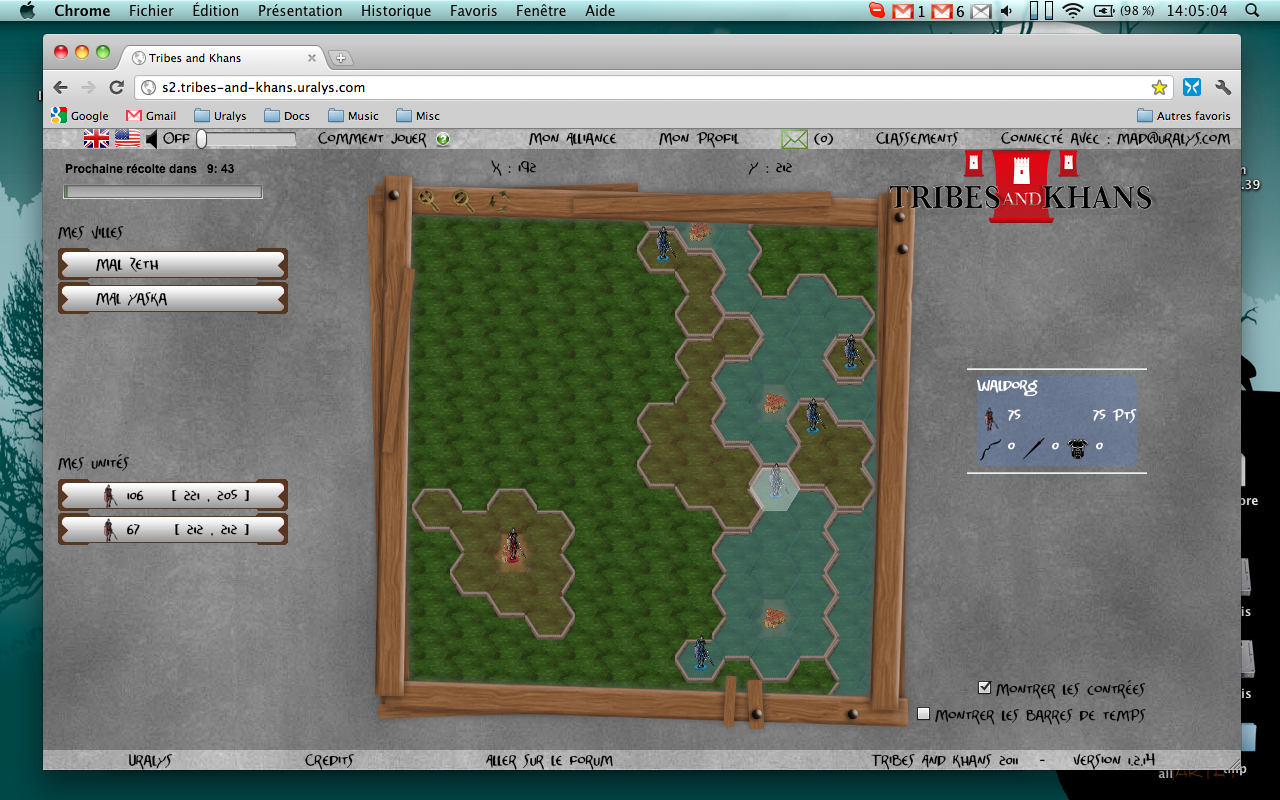 Chrome Fichier Édition Présentation Historique Favoris Fenêtre Aide 1 6 (98 %) 14:05:04
Tribes and Khans
s2.tribes-and-khans.uralys.com
Google Gmail Uralys Docs Music Misc Autres favoris
OFF COMMENT JOUER ? MON ALLIANCE MON PROFIL (0) CLASSEMENTS CONNECTÉ AVEC : MAD@URALYS.COM
Prochaine récolte dans 9: 43
X : 192 Y : 212
TRIBES AND KHANS
.39
MES VILLES
MAL ZETH
MAL YASKA
WALDORG
75 75 PTS
0 0 0
MES UNITÉS
106 [ 221 , 205 ]
67 [ 212 , 212 ]
ore
is
is
MONTRER LES CONTRÉES
MONTRER LES BARRES DE TEMPS
URALYS CREDITS ALLER SUR LE FORUM TRIBES AND KHANS 2011 - VERSION 1.2.14